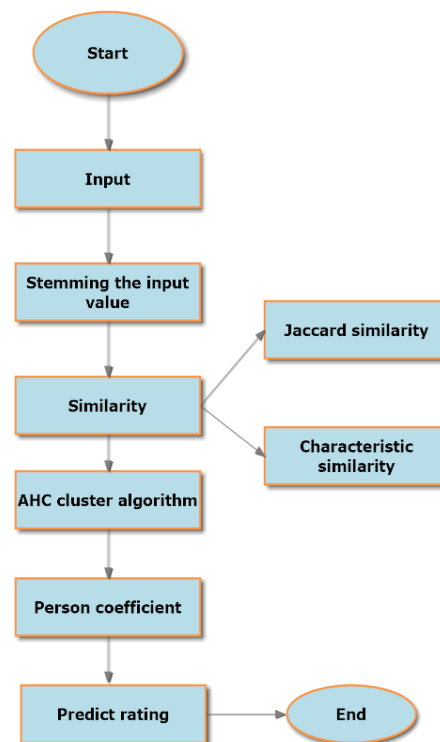 Start
Input
Stemming the input
value
Jaccard similarity
Similarity
Characteristic
similarity
AHC cluster algorithm
Person coefficient
Predict rating
End